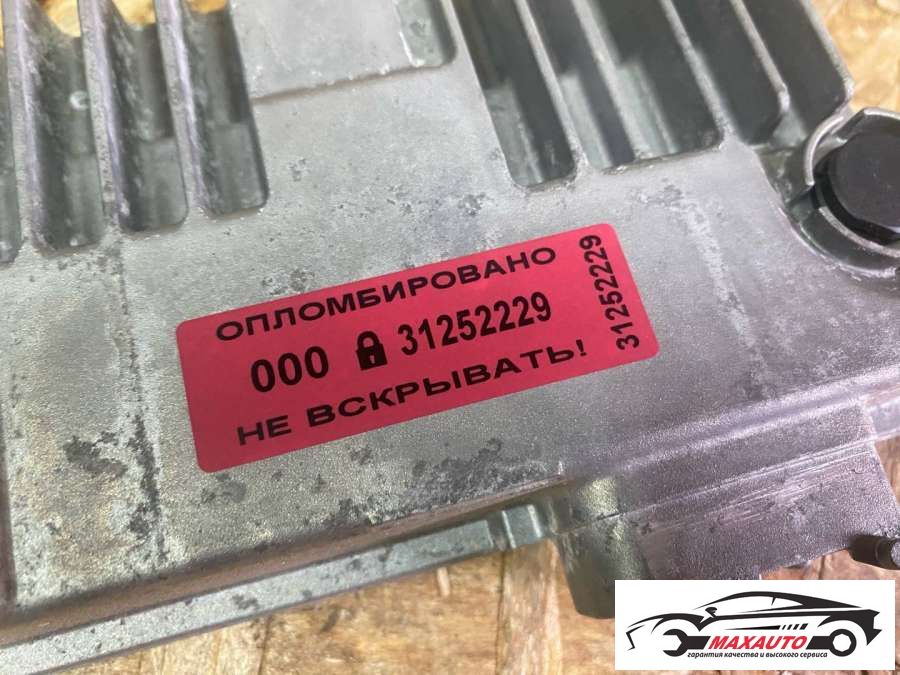 ОПЛОМБИРОВАНО
000 31252229
НЕ ВСКРЫВАТЬ!
31252229
MAXAUTO
гарантия качества и высокого сервиса